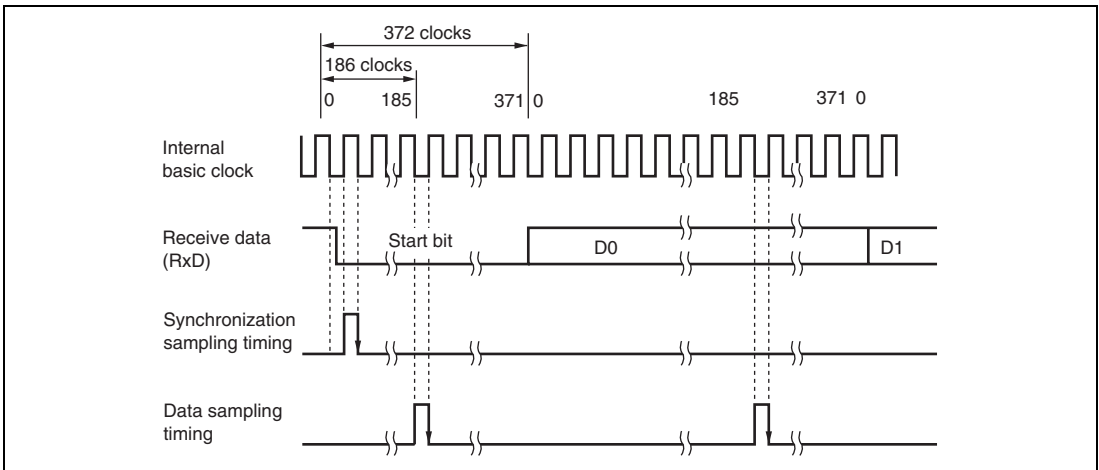 372 clocks
186 clocks
0 185 371 0 185 371 0
Internal
basic clock
Receive data
(RxD)
Start bit D0 D1
Synchronization
sampling timing
Data sampling
timing